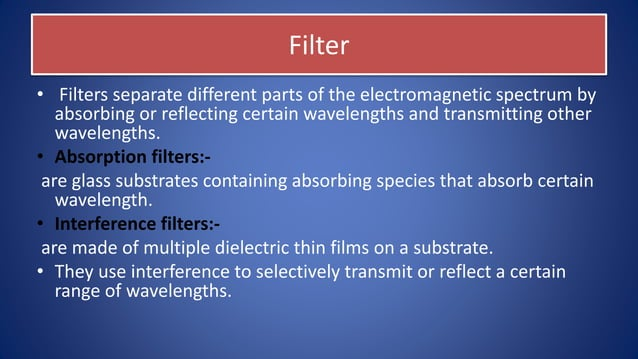 Filter
• Filters separate different parts of the electromagnetic spectrum by
absorbing or reflecting certain wavelengths and transmitting other
wavelengths.
• Absorption filters:-
are glass substrates containing absorbing species that absorb certain
wavelength.
• Interference filters:-
are made of multiple dielectric thin films on a substrate.
• They use interference to selectively transmit or reflect a certain
range of wavelengths.